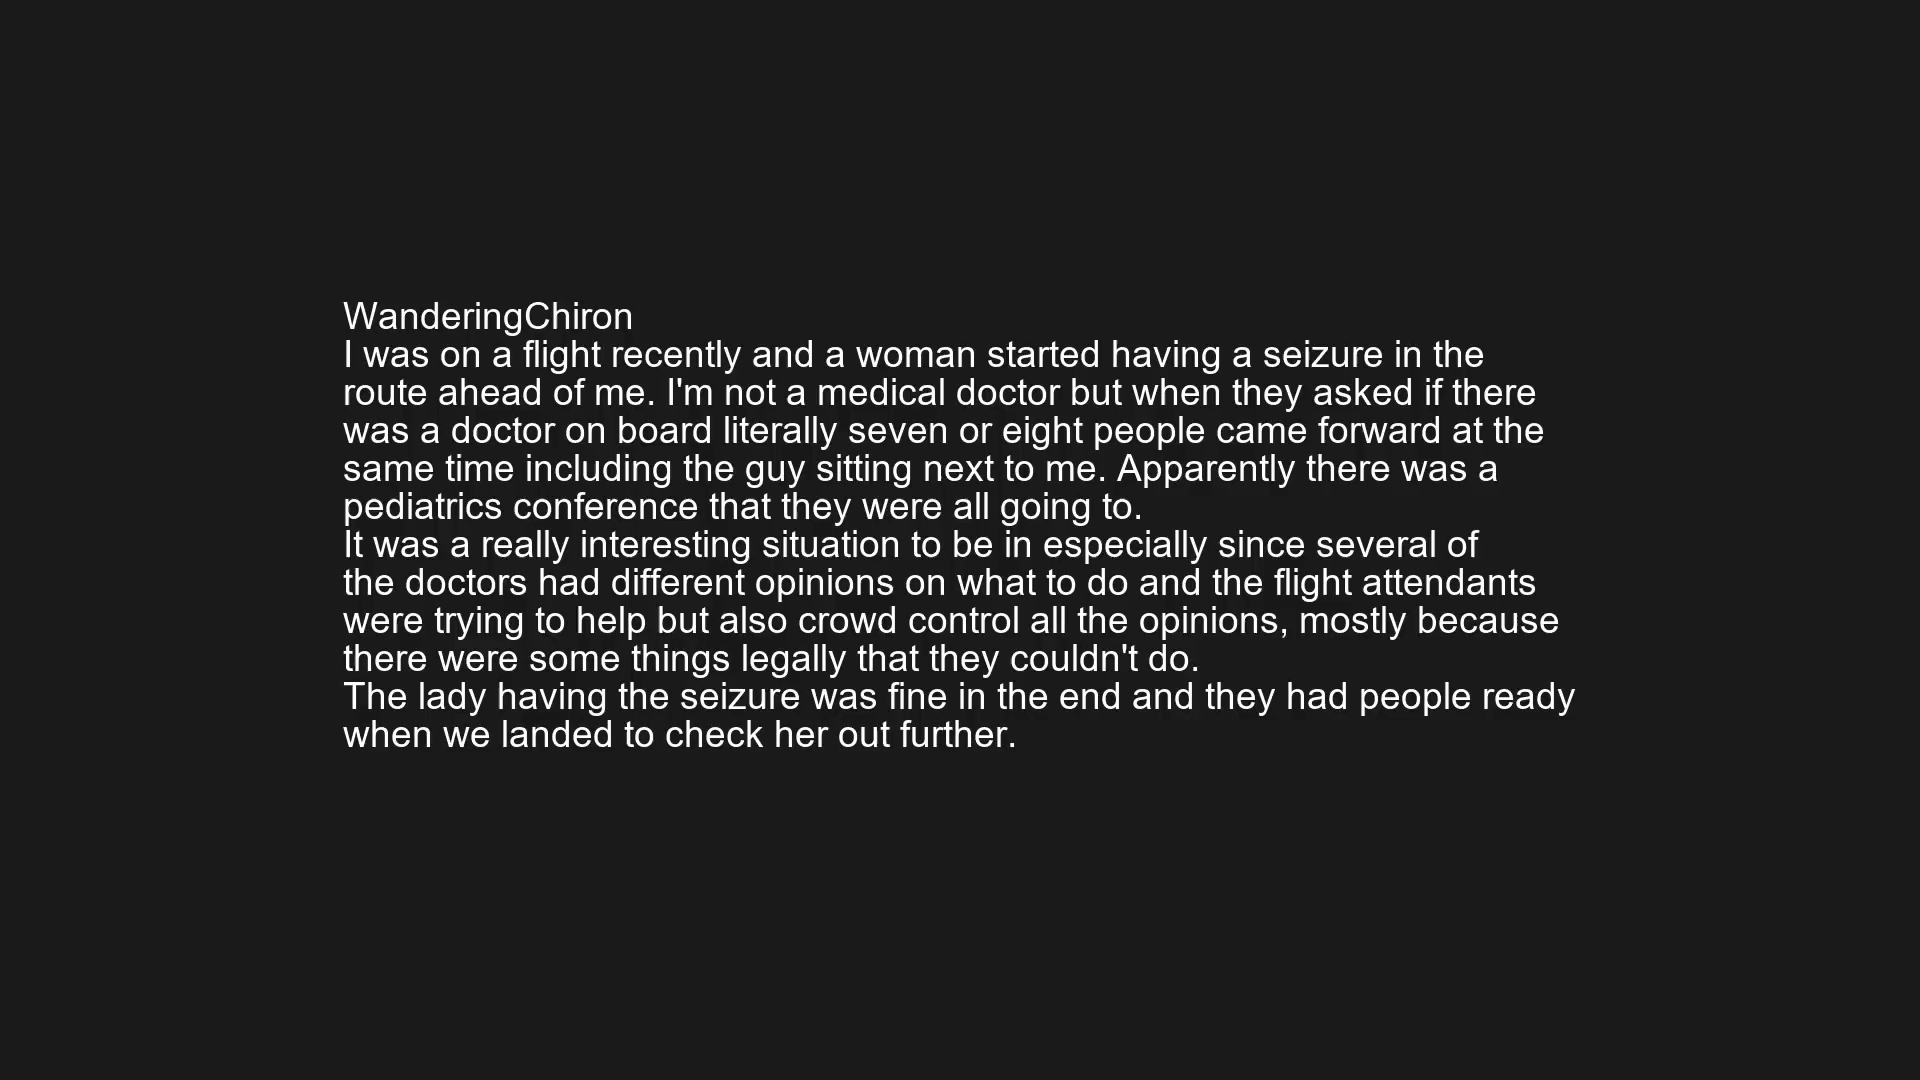 WanderingChiron
I was on a flight recently and a woman started having a seizure in the
route ahead of me. I'm not a medical doctor but when they asked if there
was a doctor on board literally seven or eight people came forward at the
same time including the guy sitting next to me. Apparently there was a
pediatrics conference that they were all going to.
It was a really interesting situation to be in especially since several of
the doctors had different opinions on what to do and the flight attendants
were trying to help but also crowd control all the opinions, mostly because
there were some things legally that they couldn't do.
The lady having the seizure was fine in the end and they had people ready
when we landed to check her out further.